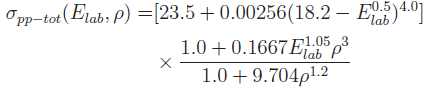 σ_{pp−tot}(E_{lab}, ρ) =[23.5 + 0.00256(18.2 − E_{lab}^{0.5})^{4.0}]
× \frac{1.0 + 0.1667E_{lab}^{1.05}ρ^{3}}{1.0 + 9.704ρ^{1.2}}